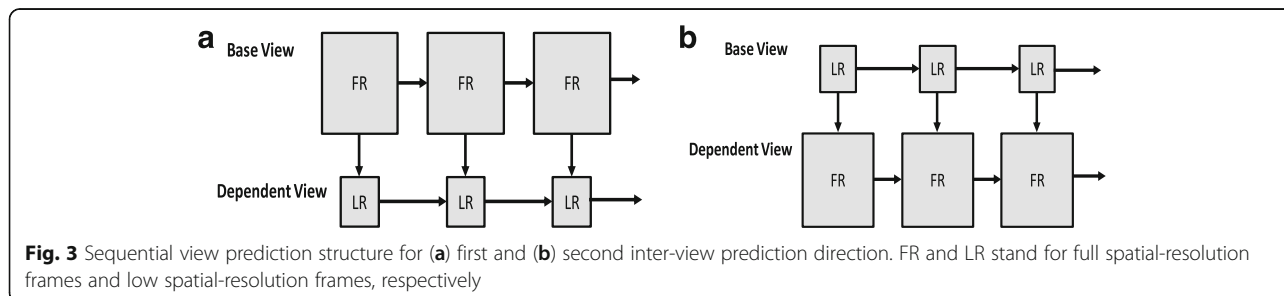 a
Base View
FR FR FR
Dependent View
LR LR LR
b
Base View
LR LR LR
Dependent View
FR FR FR
Fig. 3 Sequential view prediction structure for (a) first and (b) second inter-view prediction direction. FR and LR stand for full spatial-resolution
frames and low spatial-resolution frames, respectively